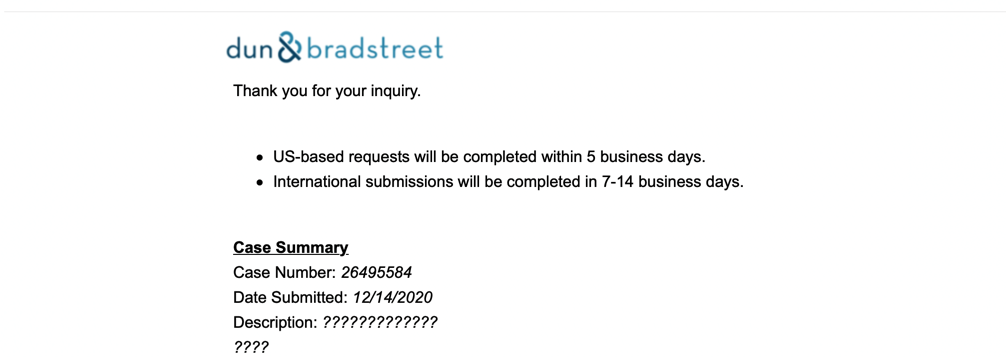 dun&bradstreet
Thank you for your inquiry.
• US-based requests will be completed within 5 business days.
• International submissions will be completed in 7-14 business days.
Case Summary
Case Number: 26495584
Date Submitted: 12/14/2020
Description: ?????????????
????